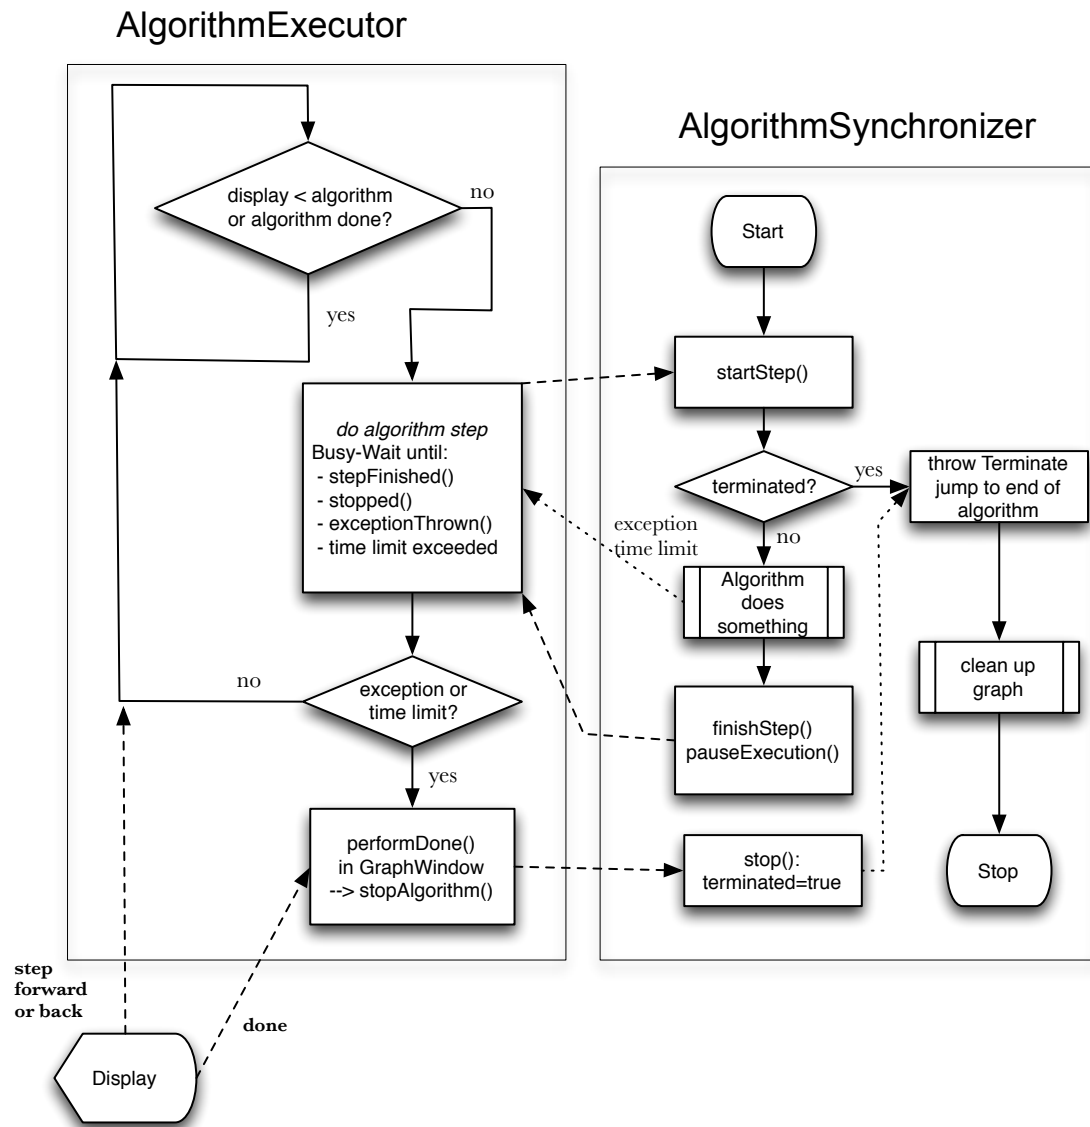 AlgorithmExecutor
display < algorithm
or algorithm done?
no
yes
do algorithm step
Busy-Wait until:
- stepFinished()
- stopped()
- exceptionThrown()
- time limit exceeded
no
exception or
time limit?
yes
performDone()
in GraphWindow
--> stopAlgorithm()
step
forward
or back
done
Display
AlgorithmSynchronizer
Start
startStep()
terminated?
yes
throw Terminate
jump to end of
algorithm
exception
time limit
no
Algorithm
does
something
clean up
graph
finishStep()
pauseExecution()
stop():
terminated=true
Stop